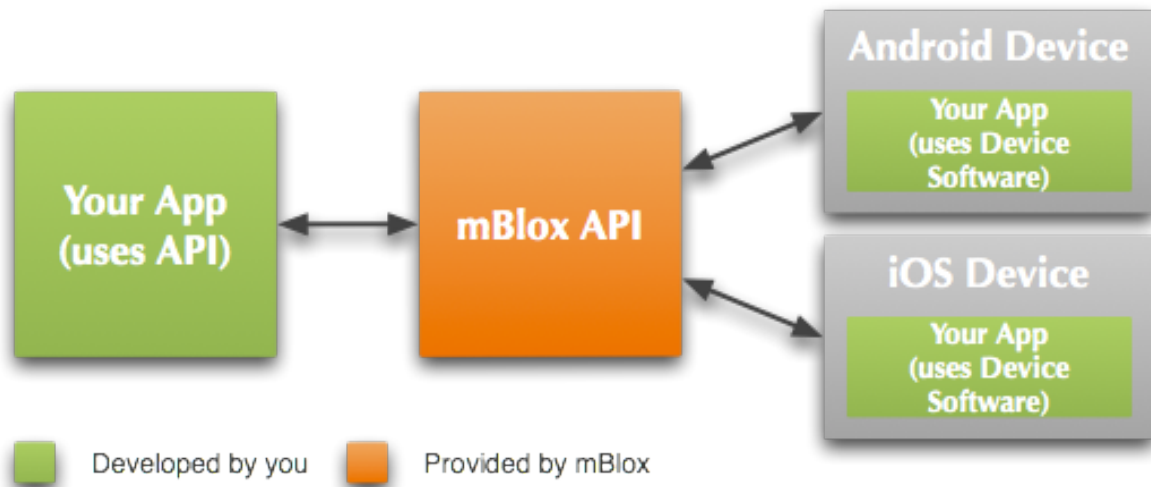 Your App
(uses API)
mBlox API
Android Device
Your App
(uses Device
Software)
iOS Device
Your App
(uses Device
Software)
Developed by you
Provided by mBlox